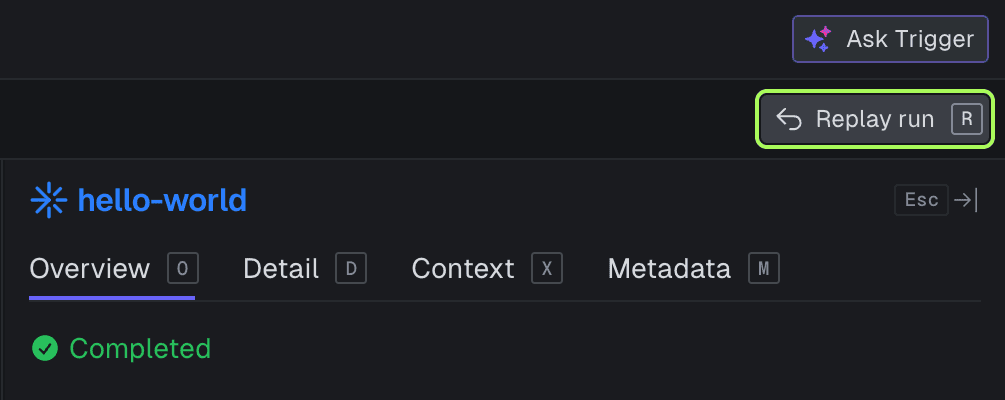 Ask Trigger
Replay run R
hello-world Esc
Overview O Detail D Context X Metadata M
Completed